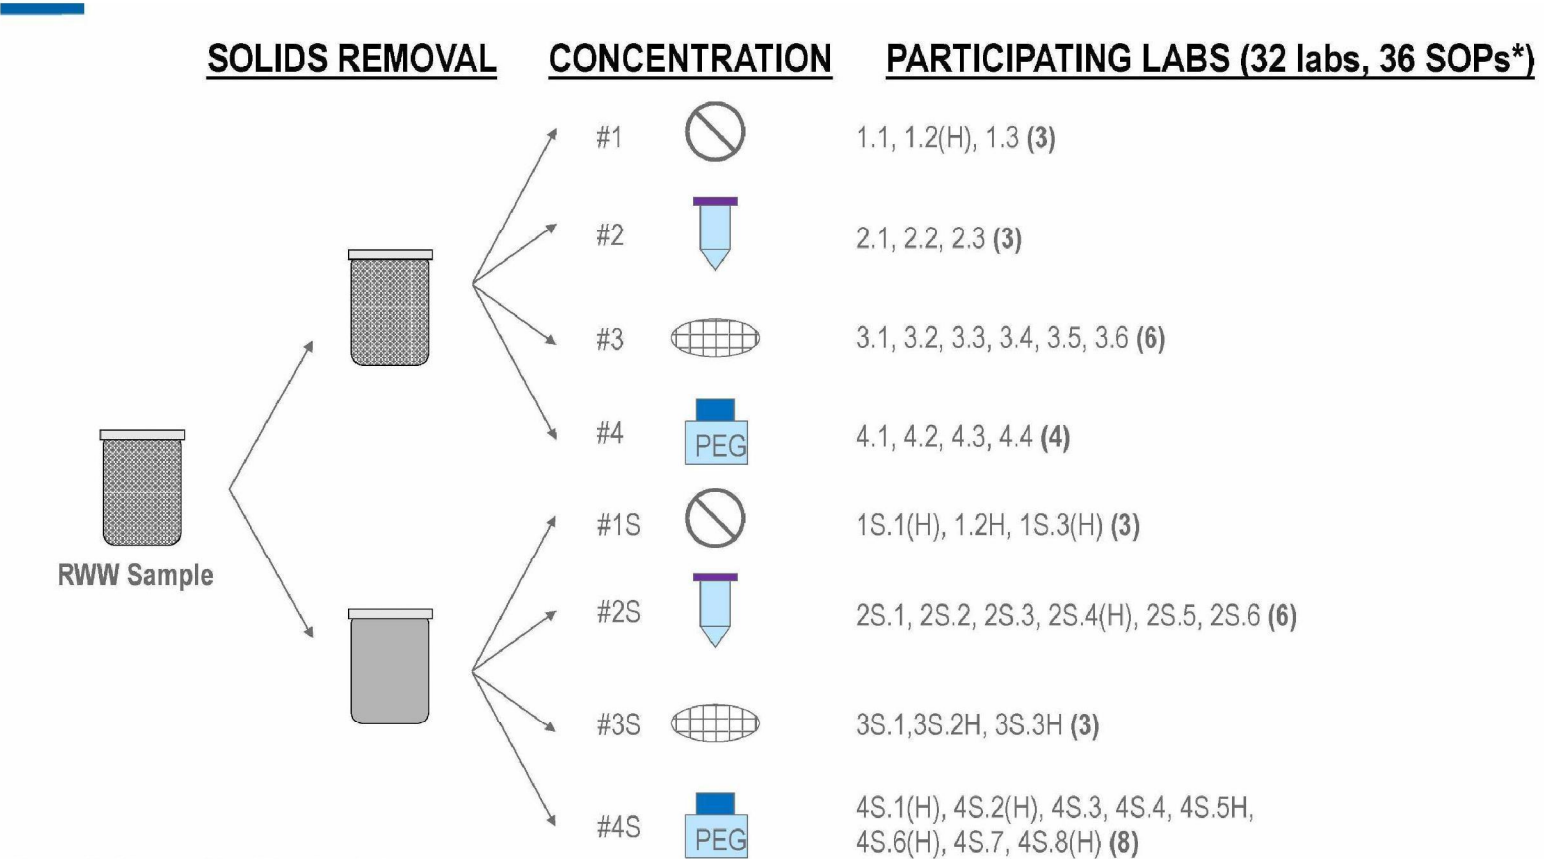 SOLIDS REMOVAL CONCENTRATION PARTICIPATING LABS (32 labs, 36 SOPs*)
#1 1.1, 1.2(H), 1.3 (3)
#2 2.1, 2.2, 2.3 (3)
#3 3.1, 3.2, 3.3, 3.4, 3.5, 3.6 (6)
#4 PEG 4.1, 4.2, 4.3, 4.4 (4)
RWW Sample
#1S 1S.1(H), 1.2H, 1S.3(H) (3)
#2S 2S.1, 2S.2, 2S.3, 2S.4(H), 2S.5, 2S.6 (6)
#3S 3S.1,3S.2H, 3S.3H (3)
#4S PEG 4S.1(H), 4S.2(H), 4S.3, 4S.4, 4S.5H,
4S.6(H), 4S.7, 4S.8(H) (8)